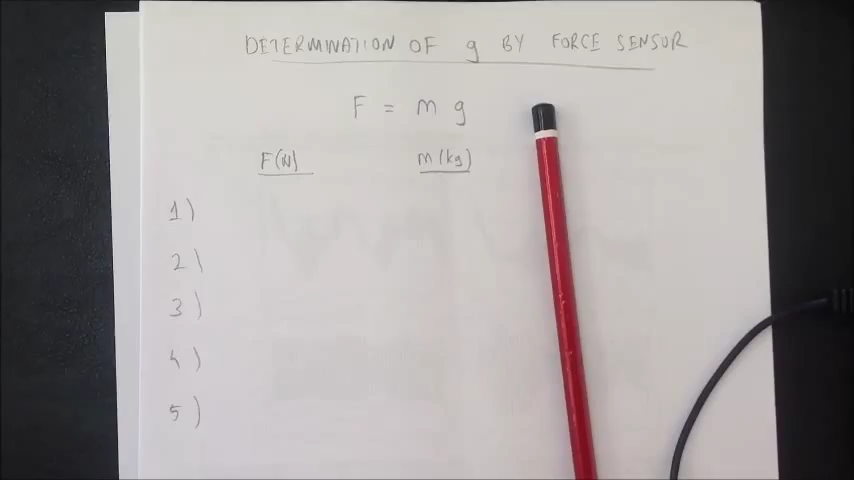 DETERMINATION OF g BY FORCE SENSOR
F = m g
F(N) m(kg)
1)
2)
3)
4)
5)